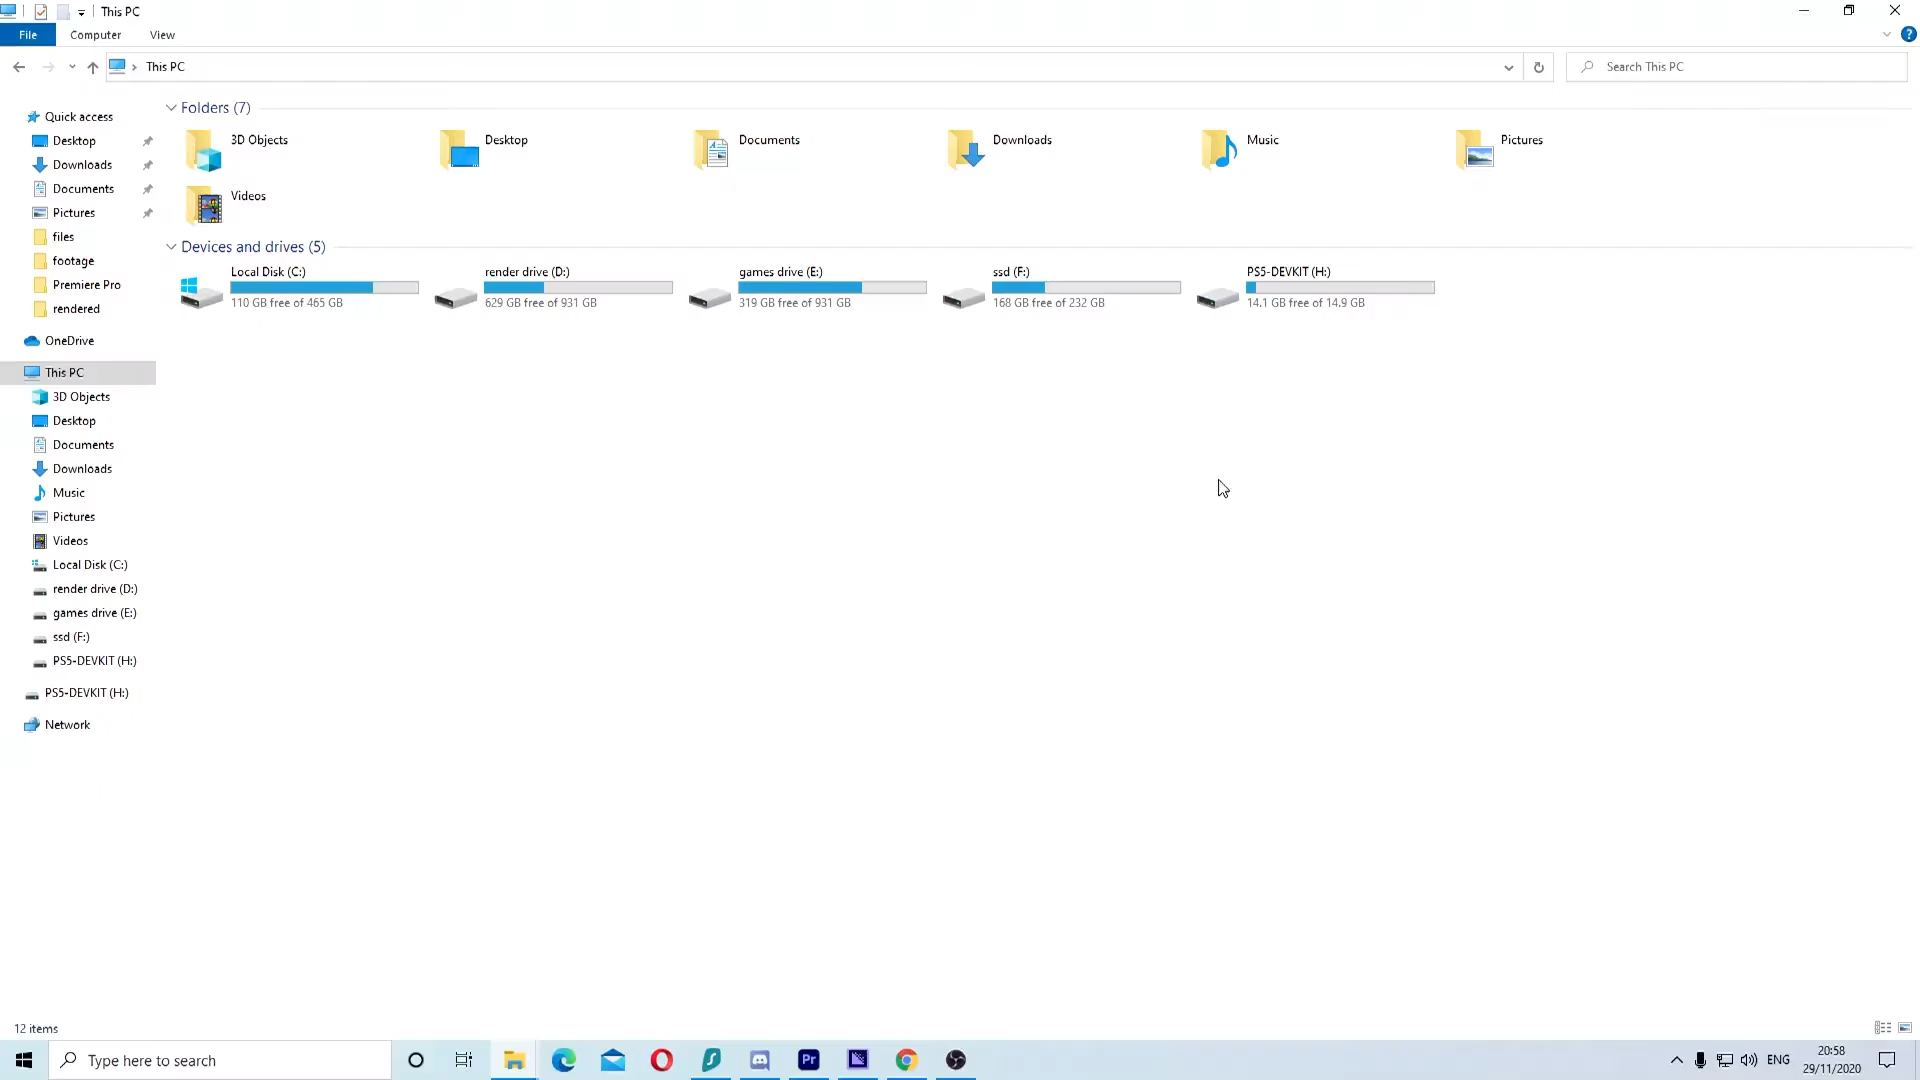 This PC
File Computer View
This PC
Search This PC
Quick access
Desktop
Downloads
Documents
Pictures
files
footage
Premiere Pro
rendered
OneDrive
This PC
3D Objects
Desktop
Documents
Downloads
Music
Pictures
Videos
Local Disk (C:)
render drive (D:)
games drive (E:)
ssd (F:)
PS5-DEVKIT (H:)
PS5-DEVKIT (H:)
Network
Folders (7)
3D Objects
Desktop
Documents
Downloads
Music
Pictures
Videos
Devices and drives (5)
Local Disk (C:)
110 GB free of 465 GB
render drive (D:)
629 GB free of 931 GB
games drive (E:)
319 GB free of 931 GB
ssd (F:)
168 GB free of 232 GB
PS5-DEVKIT (H:)
14.1 GB free of 14.9 GB
12 items
Type here to search
Pr
ENG
20:58
29/11/2020